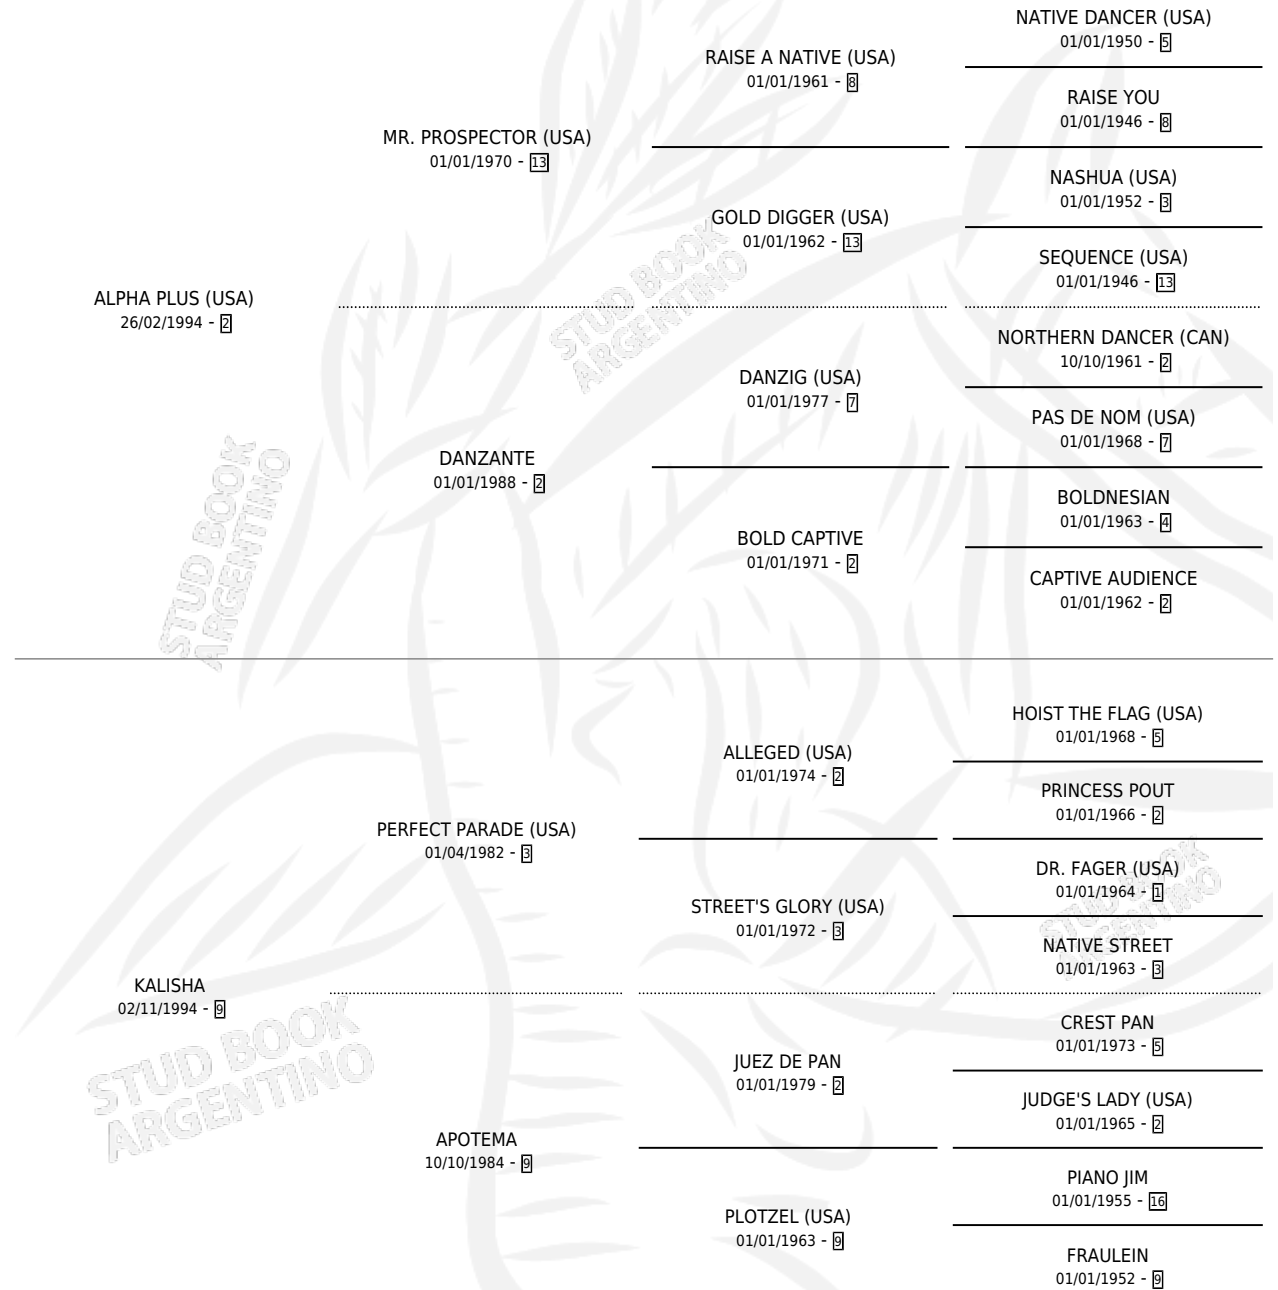 NATIVE DANCER (USA)
01/01/1950 - 5
RAISE A NATIVE (USA)
01/01/1961 - 8
RAISE YOU
01/01/1946 - 8
MR. PROSPECTOR (USA)
01/01/1970 - 13
NASHUA (USA)
01/01/1952 - 3
GOLD DIGGER (USA)
01/01/1962 - 13
SEQUENCE (USA)
01/01/1946 - 13
ALPHA PLUS (USA)
26/02/1994 - 2
NORTHERN DANCER (CAN)
10/10/1961 - 2
DANZIG (USA)
01/01/1977 - 7
PAS DE NOM (USA)
01/01/1968 - 7
DANZANTE
01/01/1988 - 2
BOLDNESIAN
01/01/1963 - 4
BOLD CAPTIVE
01/01/1971 - 2
CAPTIVE AUDIENCE
01/01/1962 - 2
HOIST THE FLAG (USA)
01/01/1968 - 5
ALLEGED (USA)
01/01/1974 - 2
PRINCESS POUT
01/01/1966 - 2
PERFECT PARADE (USA)
01/04/1982 - 3
DR. FAGER (USA)
01/01/1964 - 1
STREET'S GLORY (USA)
01/01/1972 - 3
NATIVE STREET
01/01/1963 - 3
KALISHA
02/11/1994 - 9
CREST PAN
01/01/1973 - 5
JUEZ DE PAN
01/01/1979 - 2
JUDGE'S LADY (USA)
01/01/1965 - 2
APOTEMA
10/10/1984 - 9
PIANO JIM
01/01/1955 - 16
PLOTZEL (USA)
01/01/1963 - 9
FRAULEIN
01/01/1952 - 9
STUD BOOK
ARGENTINO
STUD BOOK
ARGENTINO
STUD BOOK
ARGENTINO
STUD BOOK
ARGENTINO